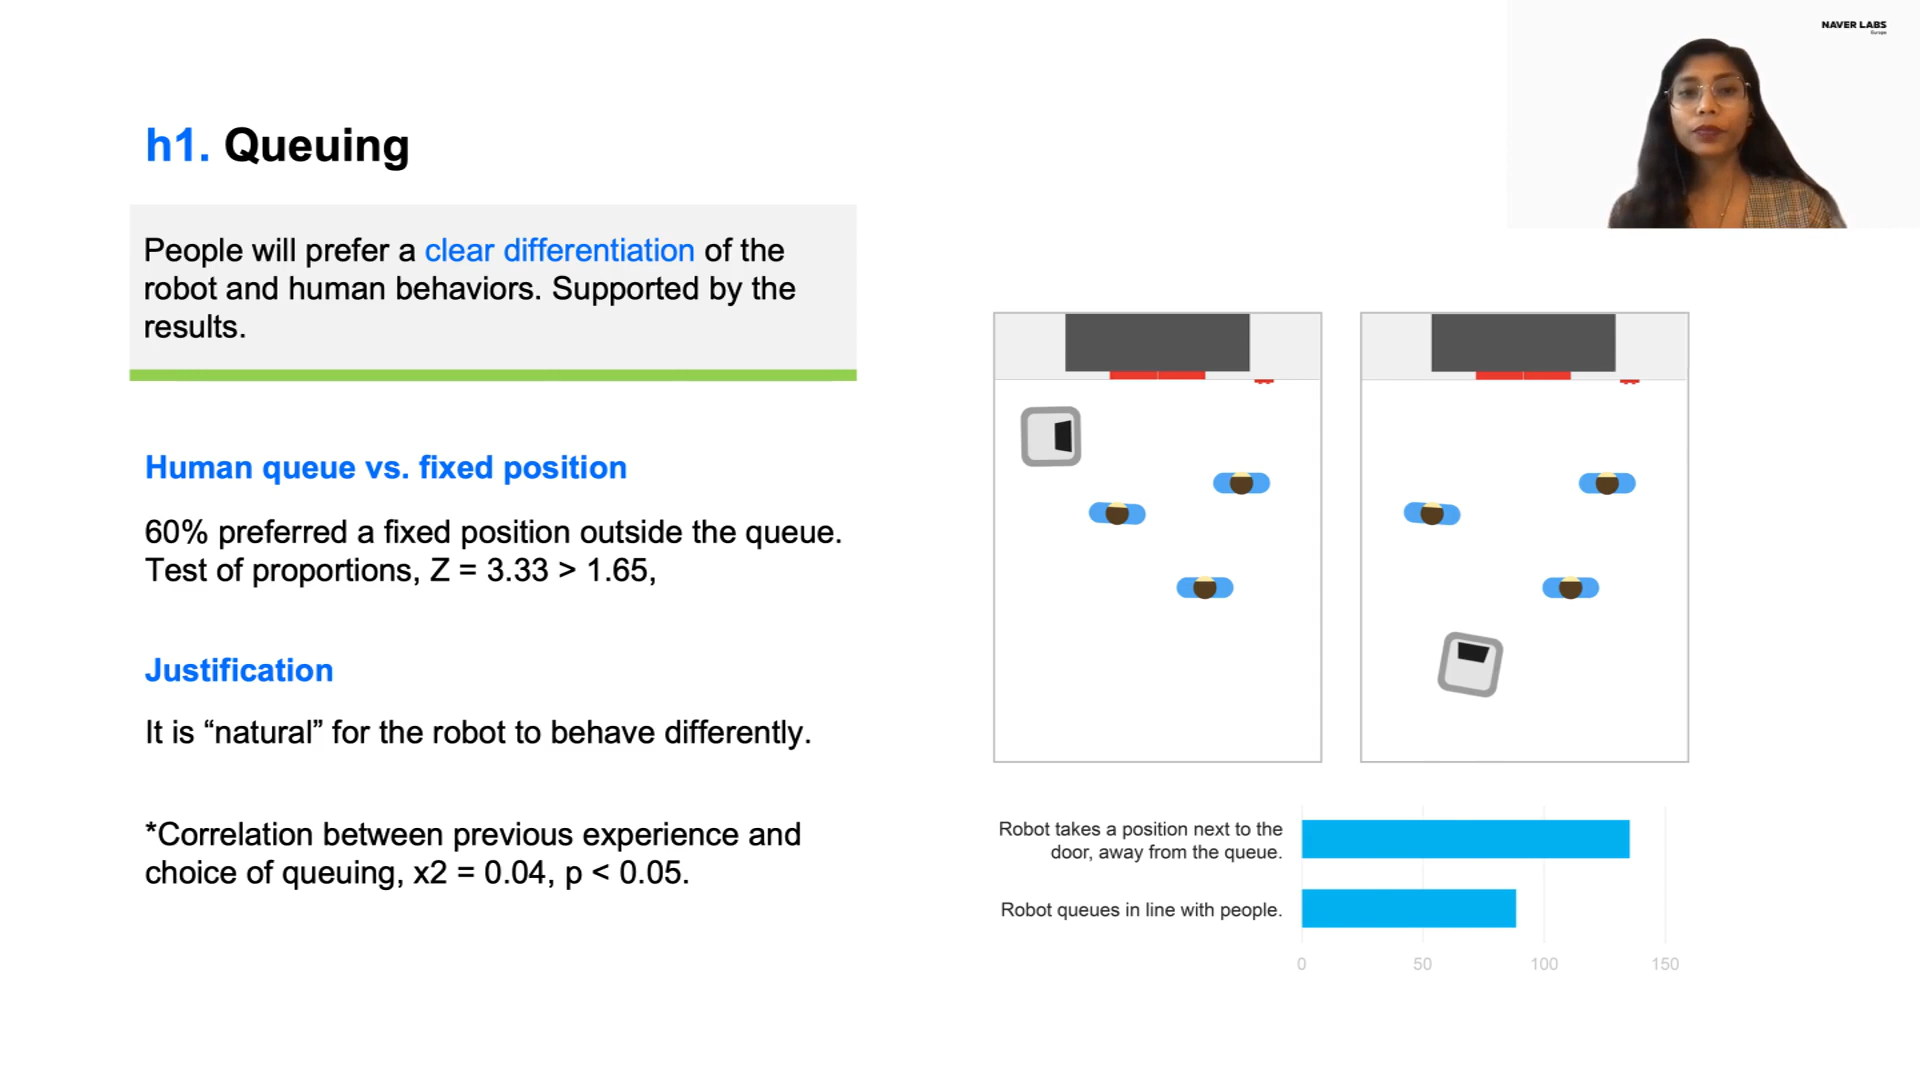 NAVER LABS
Europe
h1. Queuing
People will prefer a clear differentiation of the
robot and human behaviors. Supported by the
results.
Human queue vs. fixed position
60% preferred a fixed position outside the queue.
Test of proportions, Z = 3.33 > 1.65,
Justification
It is “natural” for the robot to behave differently.
*Correlation between previous experience and
choice of queuing, x2 = 0.04, p < 0.05.
Robot takes a position next to the
door, away from the queue.
Robot queues in line with people.
0 50 100 150